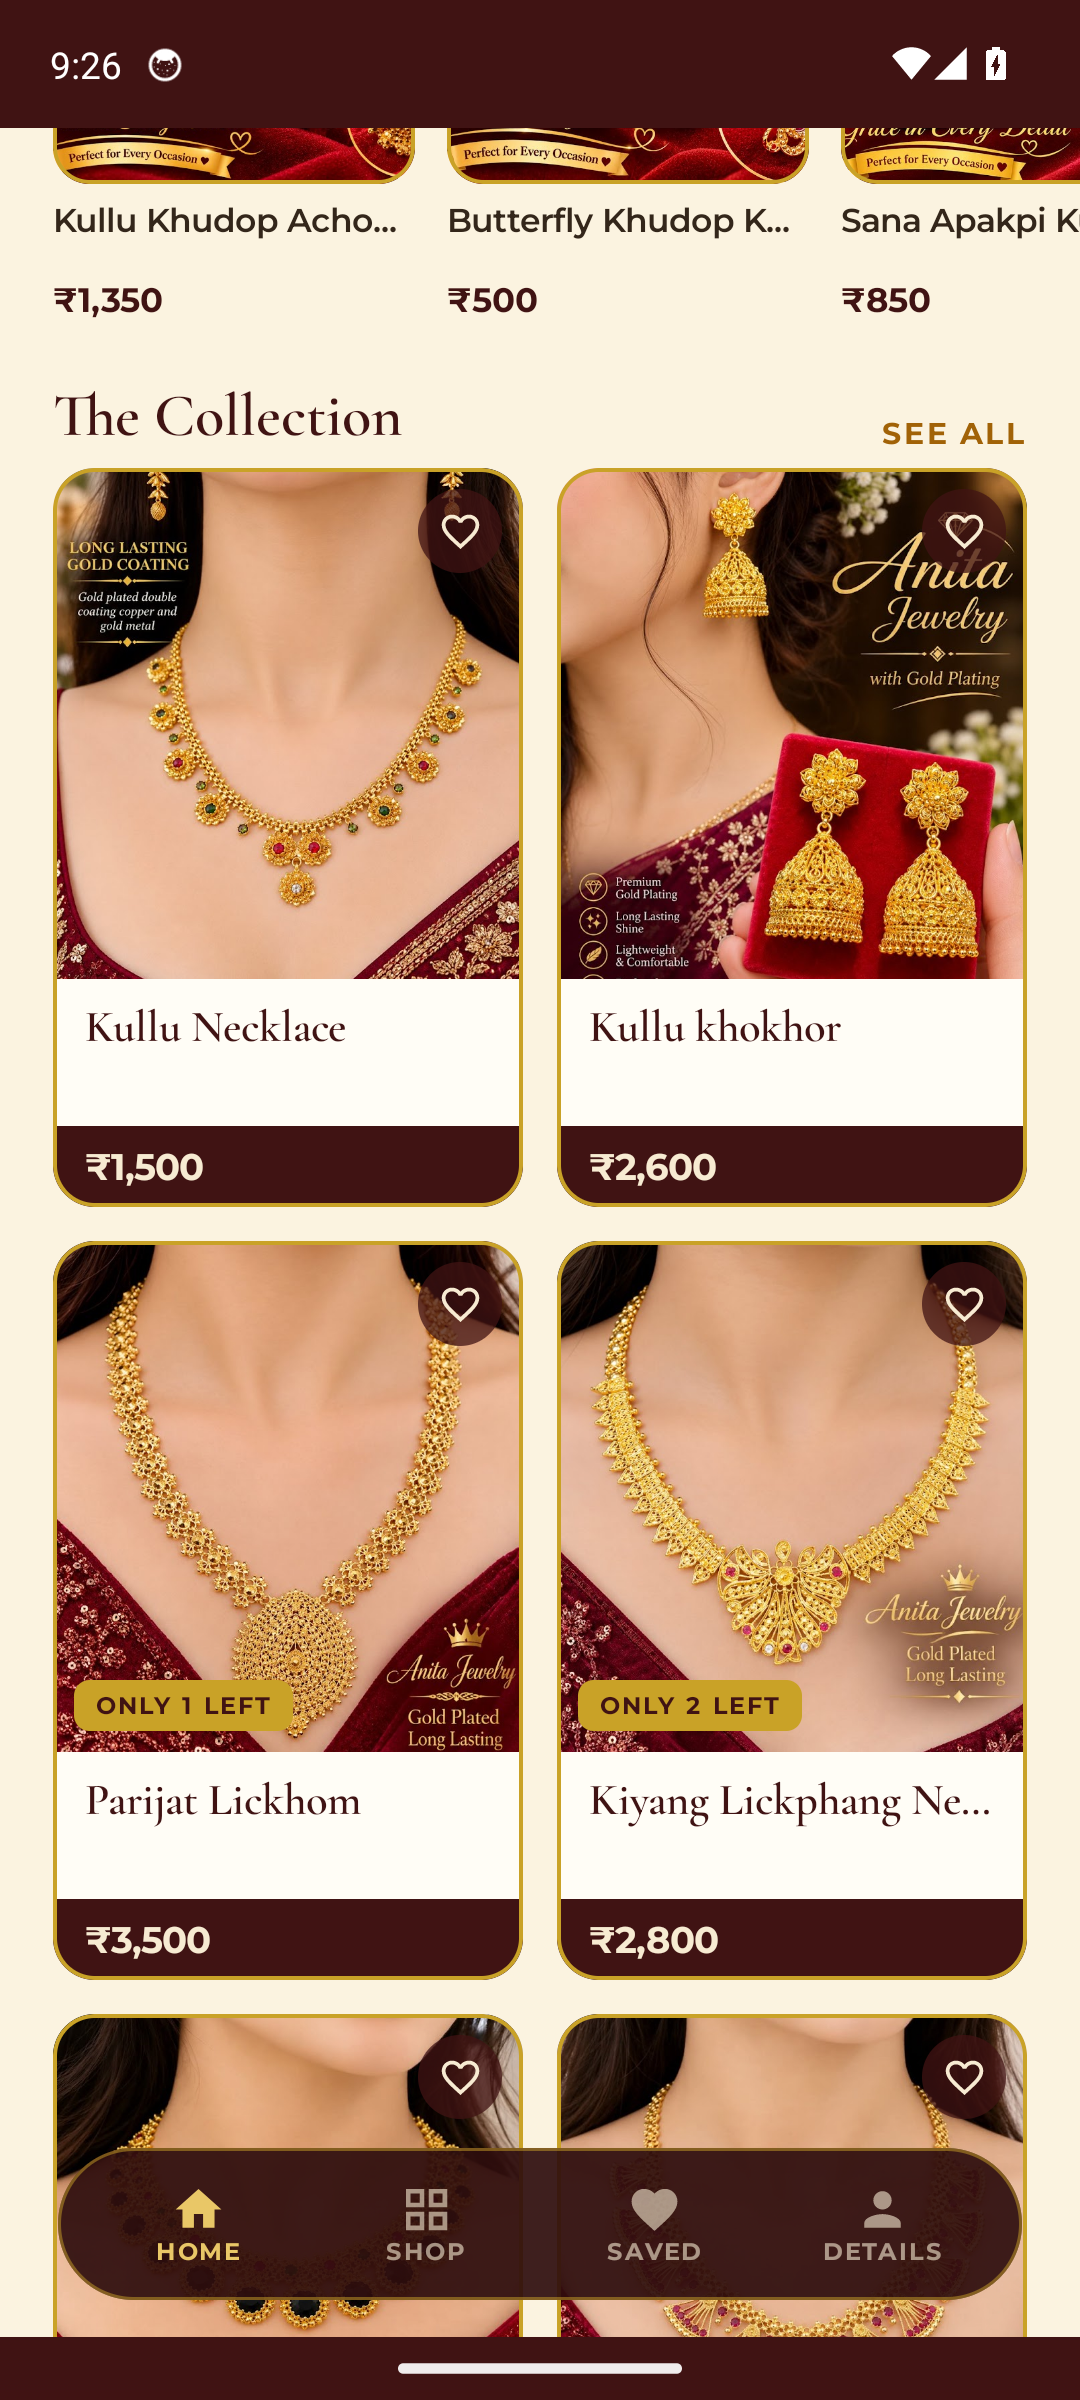 9:26
Perfect for Every Occasion
Perfect for Every Occasion
Grace in Every Detail
Perfect for Every Occasion
Kullu Khudop Acho...
Butterfly Khudop K...
Sana Apakpi K
₹1,350
₹500
₹850
The Collection
SEE ALL
LONG LASTING
GOLD COATING
Gold plated double
coating copper and
gold metal
Anita
Jewelry
with Gold Plating
Premium
Gold Plating
Long Lasting
Shine
Lightweight
& Comfortable
Kullu Necklace
₹1,500
Kullu khokhor
₹2,600
Anita Jewelry
Gold Plated
Long Lasting
ONLY 1 LEFT
Anita Jewelry
Gold Plated
Long Lasting
ONLY 2 LEFT
Parijat Lickhom
₹3,500
Kiyang Lickphang Ne...
₹2,800
HOME
SHOP
SAVED
DETAILS